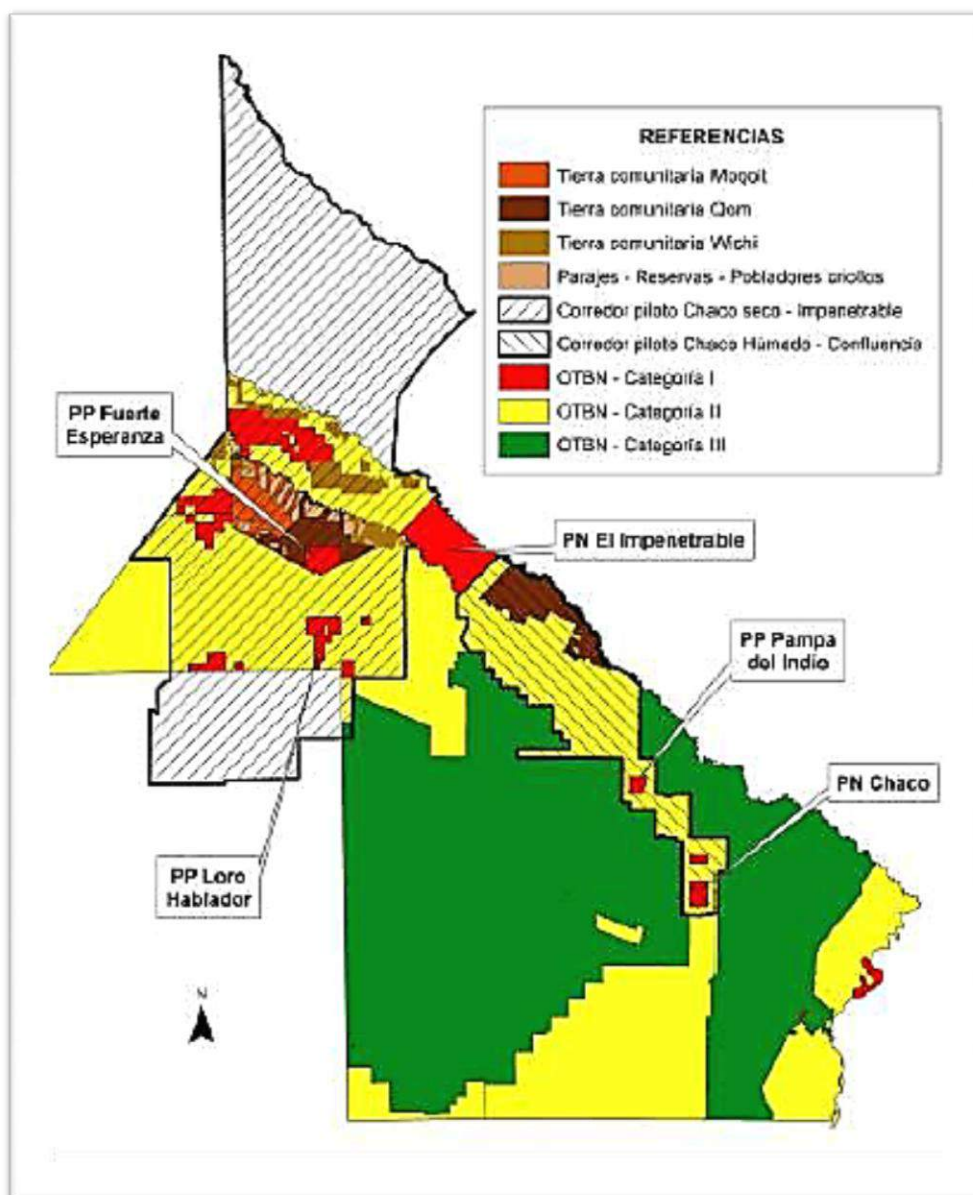 REFERENCIAS
Tierra comunitaria Moqoit
Tierra comunitaria Qom
Tierra comunitaria Wichi
Parajes - Reservas - Pobladores criollos
Corredor piloto Chaco seco - Impenetrable
Corredor piloto Chaco Húmedo - Confluencia
OTBN - Categoría I
OTBN - Categoría II
OTBN - Categoría III
PP Fuerte
Esperanza
PN El Impenetrable
PP Pampa
del Indio
PN Chaco
PP Loro
Hablador
N